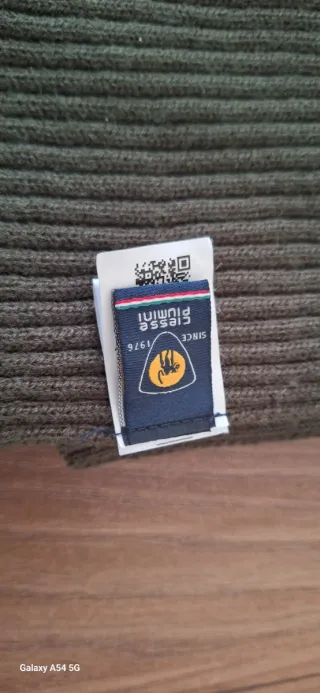 ciesse
piumini
SINCE 1976
Galaxy A54 5G